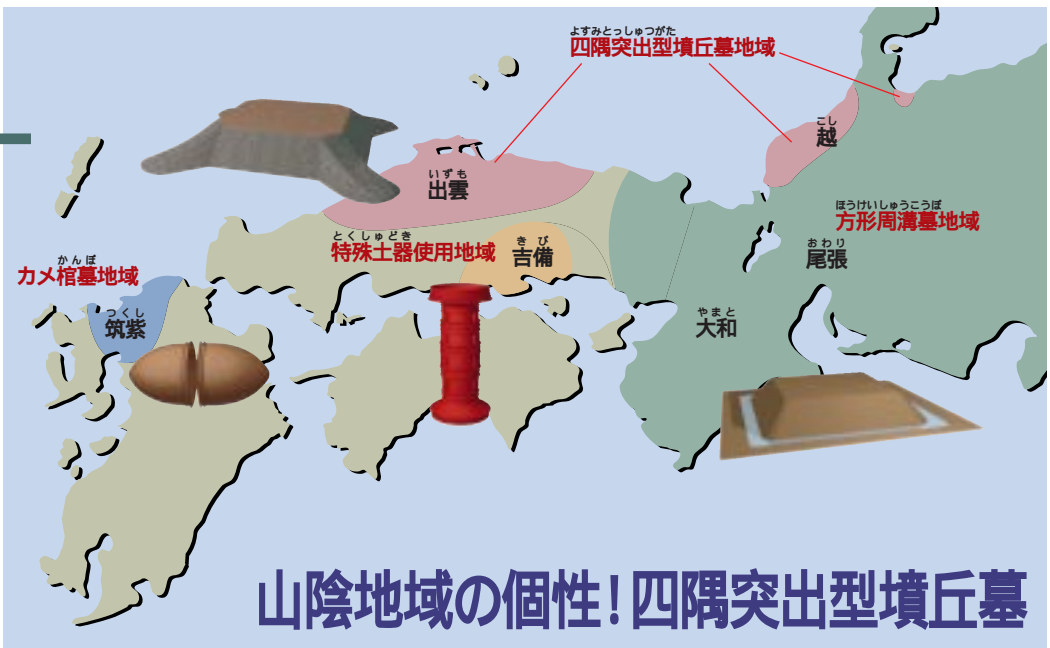 よすみとっしゅつがた
四隅突出型墳丘墓地域
こし
越
いずも
出雲
ほうけいしゅうこうぼ
方形周溝墓地域
とくしゅどき
特殊土器使用地域
きび
吉備
おわり
尾張
かんぼ
カメ棺墓地域
つくし
筑紫
やまと
大和
山陰地域の個性!四隅突出型墳丘墓